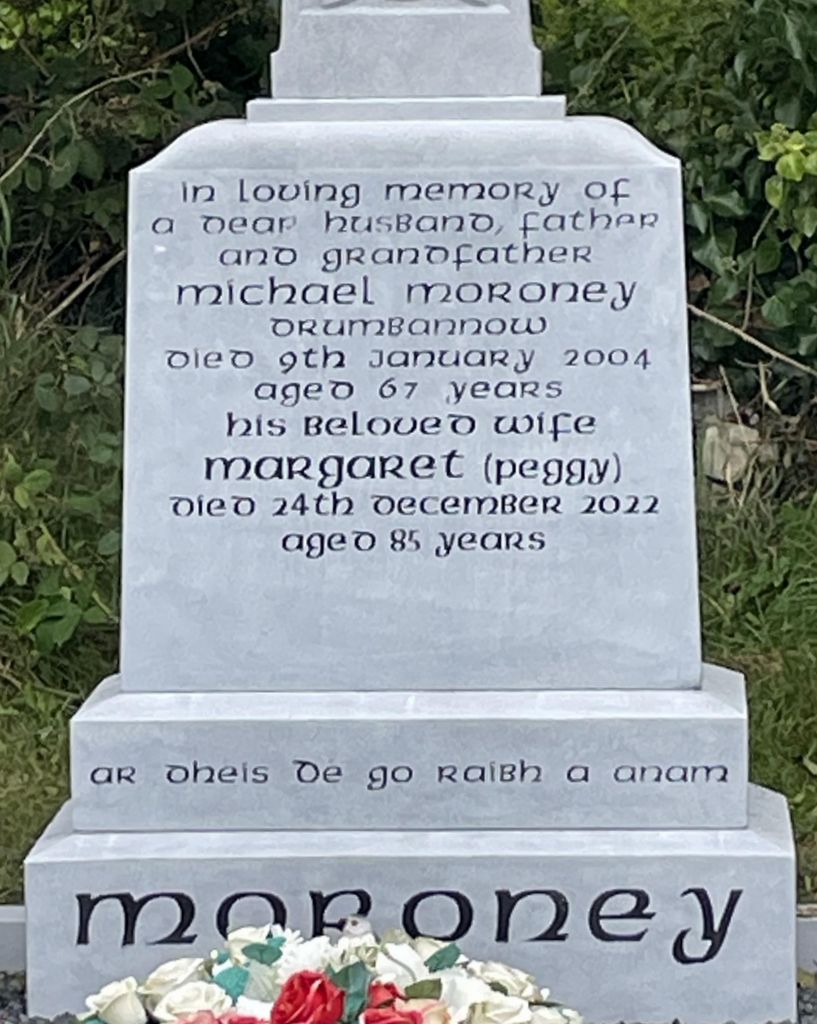 In loving memory of
a dear husband, father
and grandfather
Michael Moroney
Drumbannow
Died 9th January 2004
aged 67 years
his beloved wife
Margaret (Peggy)
Died 24th December 2022
aged 85 years
Ar dheis Dé go raibh a anam
Moroney